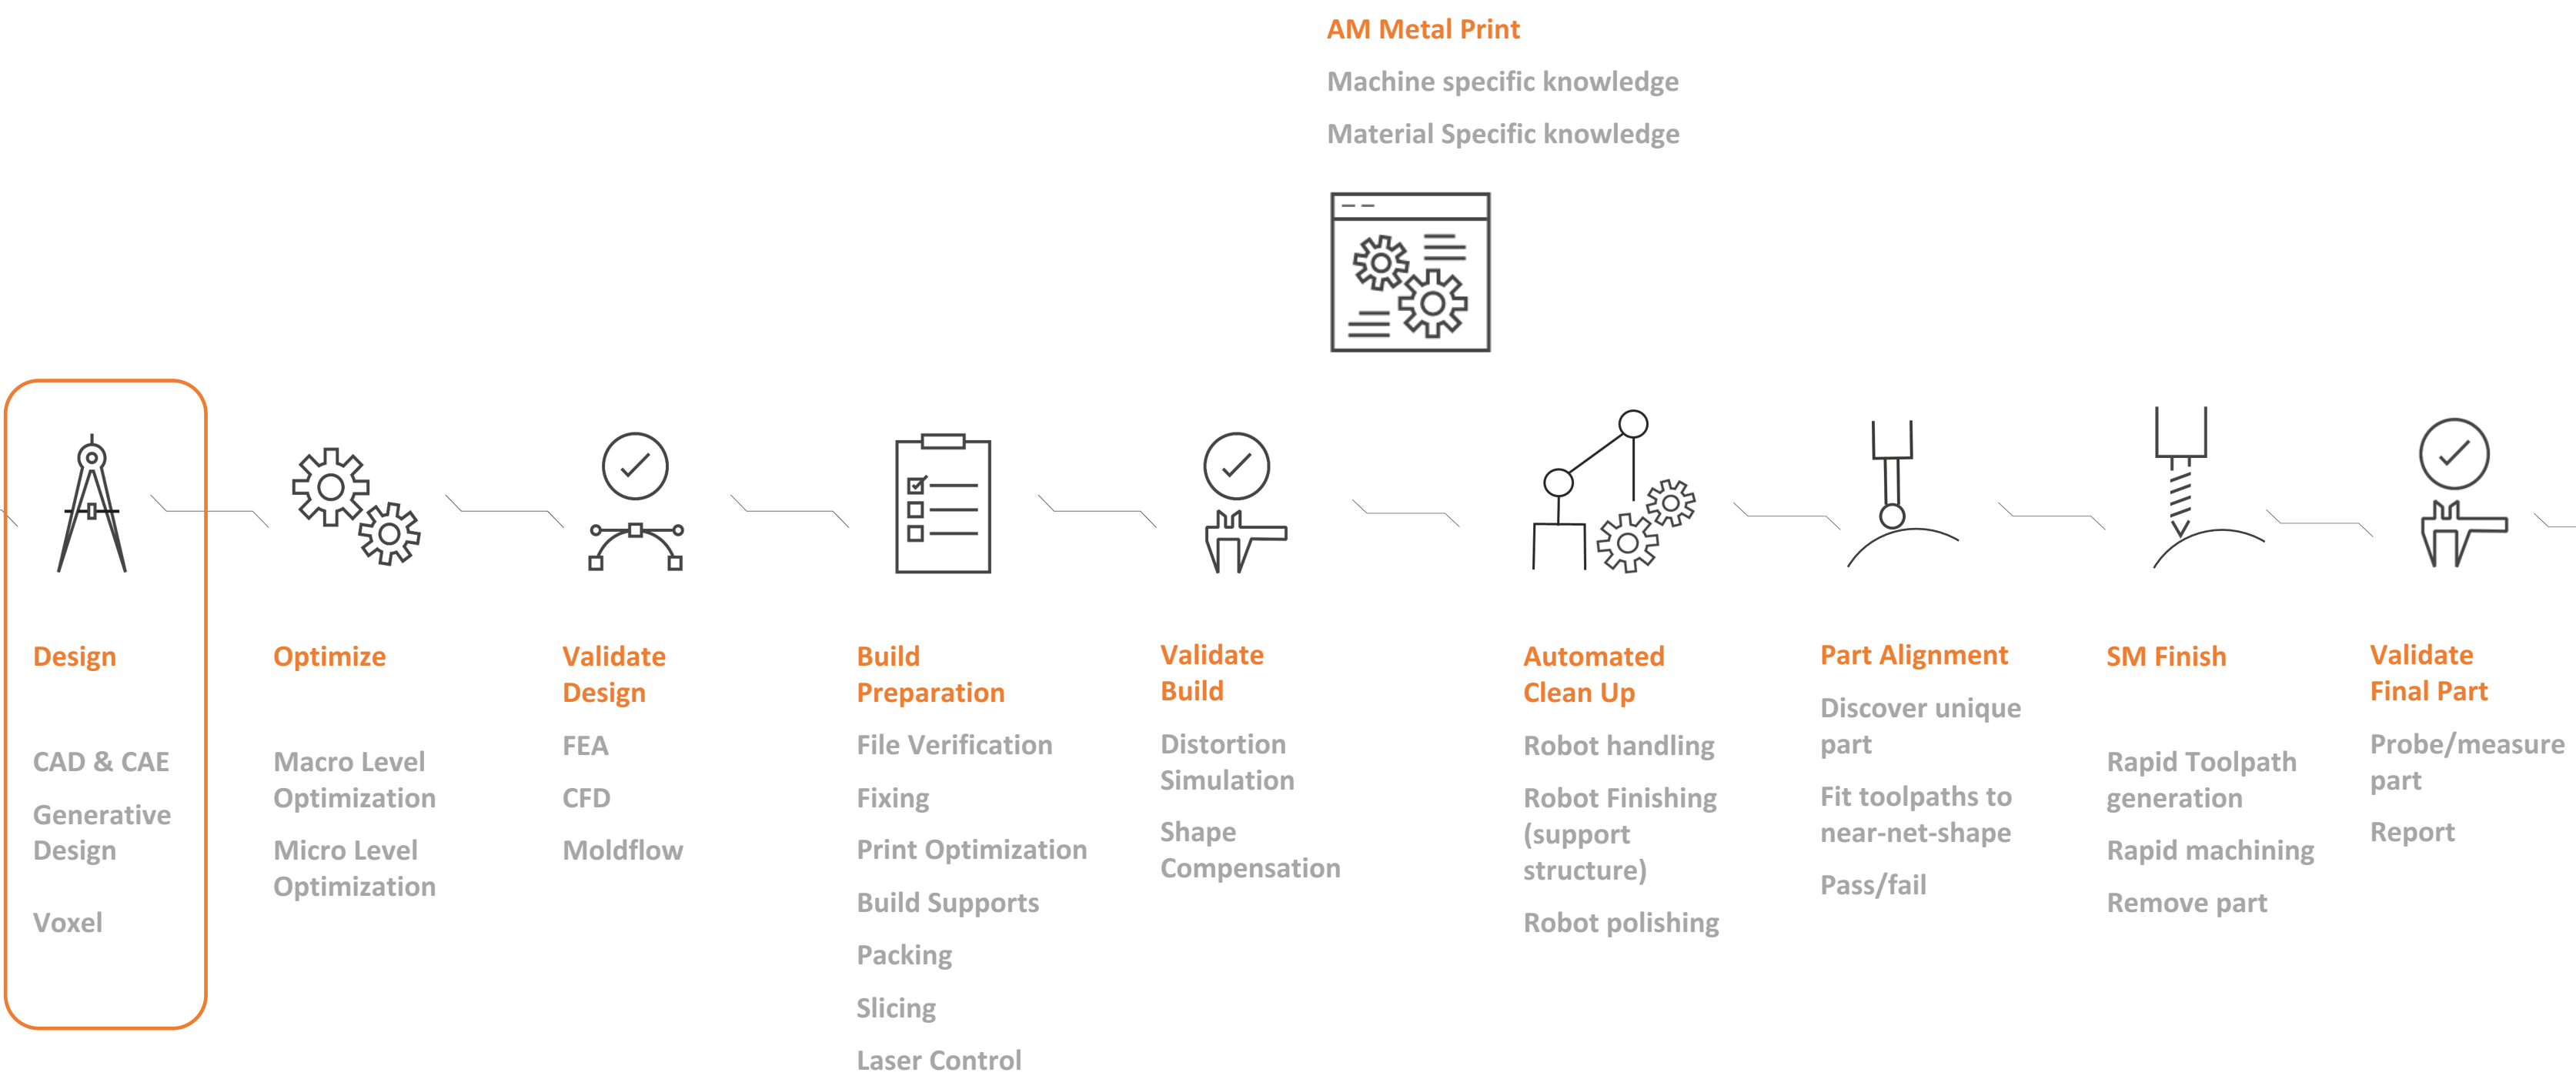 AM Metal Print
Machine specific knowledge
Material Specific knowledge
Design
CAD & CAE
Generative
Design
Voxel
Optimize
Macro Level
Optimization
Micro Level
Optimization
Validate
Design
FEA
CFD
Moldflow
Build
Preparation
File Verification
Fixing
Print Optimization
Build Supports
Packing
Slicing
Laser Control
Validate
Build
Distortion
Simulation
Shape
Compensation
Automated
Clean Up
Robot handling
Robot Finishing
(support
structure)
Robot polishing
Part Alignment
Discover unique
part
Fit toolpaths to
near-net-shape
Pass/fail
SM Finish
Rapid Toolpath
generation
Rapid machining
Remove part
Validate
Final Part
Probe/measure
part
Report